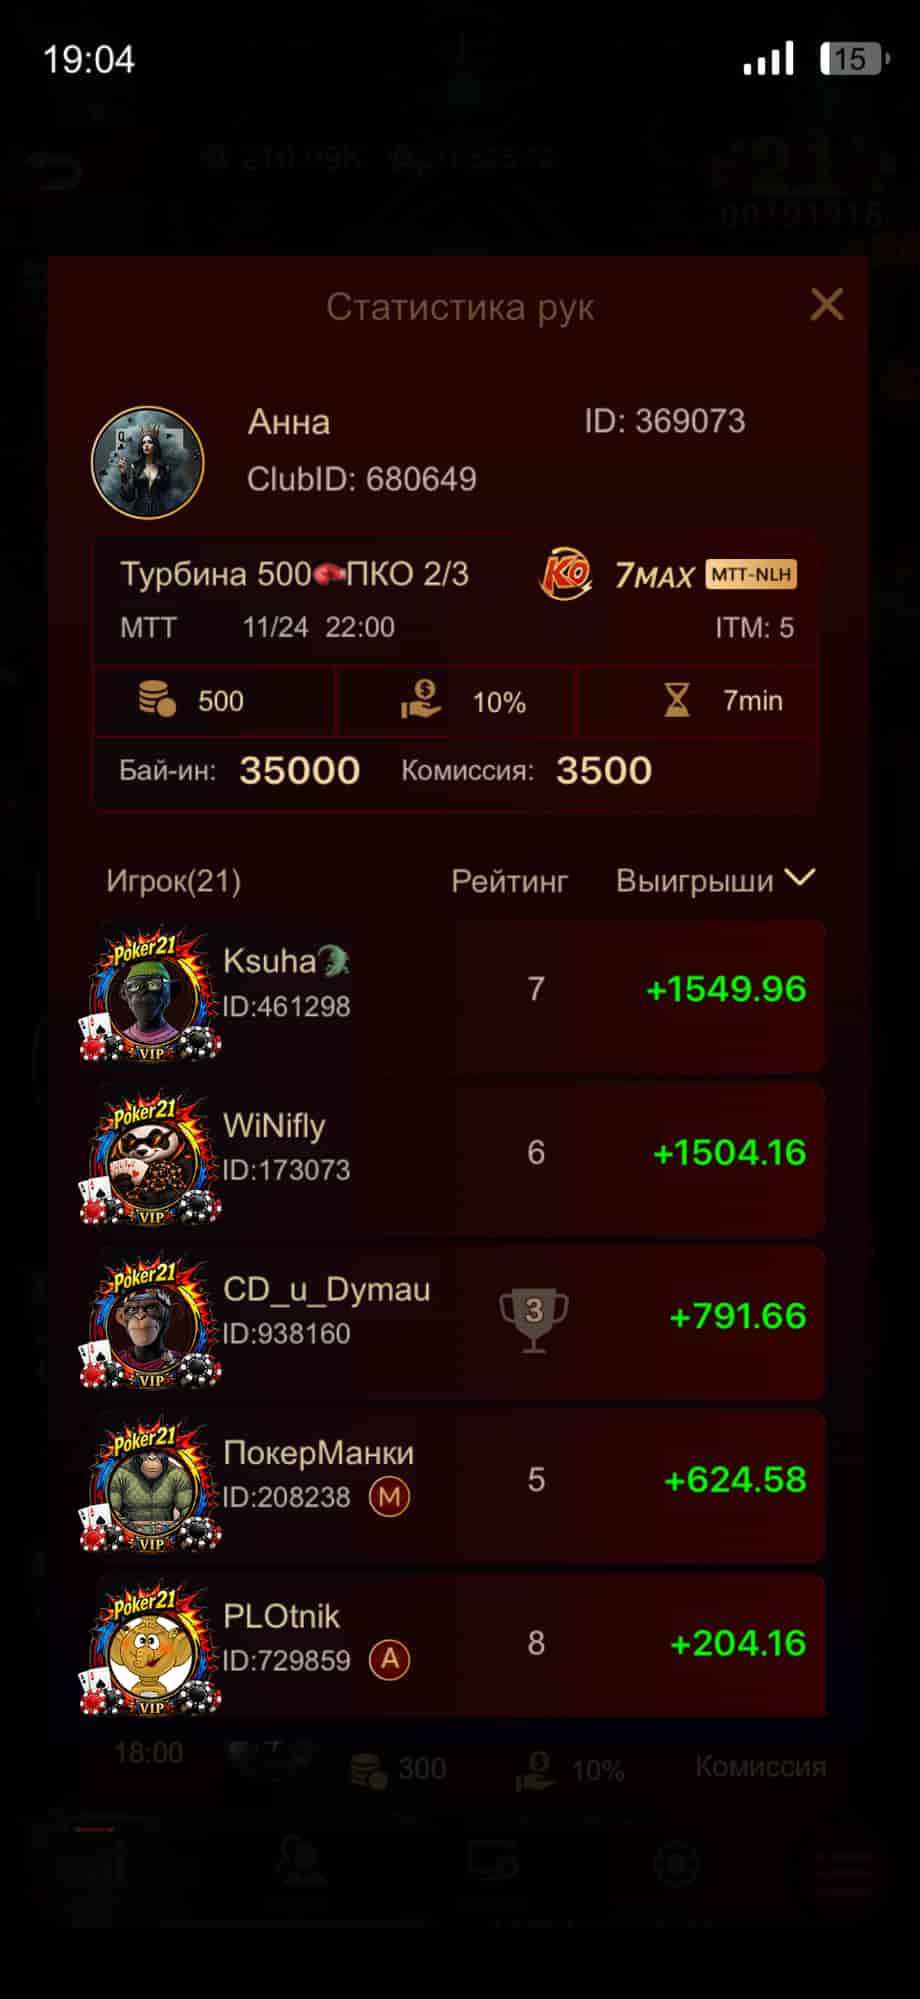 19:04
15
Статистика рук
Анна
ID: 369073
ClubID: 680649
Турбина 500🥊ПКО 2/3
KO
7MAX
MTT-NLH
МТТ 11/24 22:00
ITM: 5
500
10%
7min
Бай-ин: 35000 Комиссия: 3500
Игрок(21) Рейтинг Выигрыши
Poker21
VIP
Ksuha
ID:461298
7
+1549.96
Poker21
VIP
WiNifly
ID:173073
6
+1504.16
Poker21
VIP
CD_u_Dymau
ID:938160
3
+791.66
Poker21
VIP
ПокерМанки
ID:208238 M
5
+624.58
Poker21
VIP
PLOtnik
ID:729859 A
8
+204.16
18:00
300
10%
Комиссия